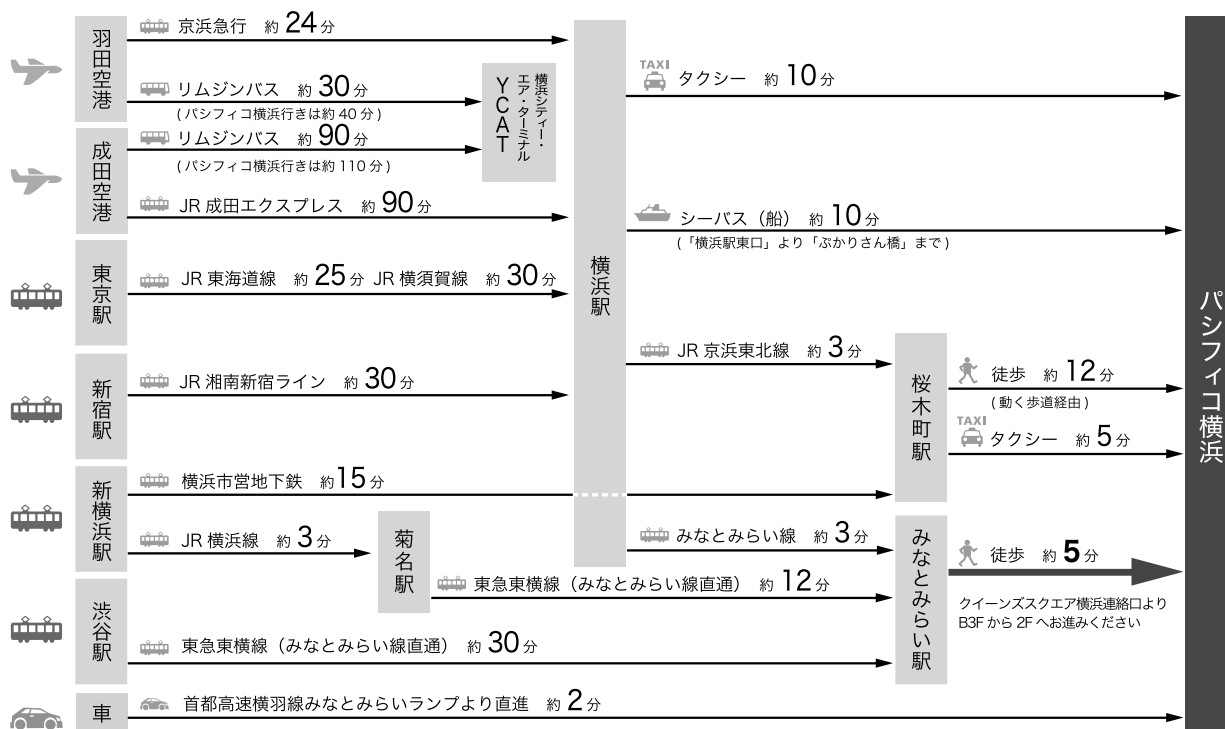 羽田空港
京浜急行 約24分
リムジンバス 約30分
(パシフィコ横浜行きは約40分)
成田空港
リムジンバス 約90分
(パシフィコ横浜行きは約110分)
JR成田エクスプレス 約90分
YCAT
横浜シティー・
エア・ターミナル
東京駅
JR東海道線 約25分 JR横須賀線 約30分
新宿駅
JR湘南新宿ライン 約30分
新横浜駅
横浜市営地下鉄 約15分
JR横浜線 約3分
菊名駅
東急東横線（みなとみらい線直通） 約12分
渋谷駅
東急東横線（みなとみらい線直通） 約30分
車
首都高速横羽線みなとみらいランプより直進 約2分
横浜駅
TAXI
タクシー 約10分
シーバス（船） 約10分
(「横浜駅東口」より「ぷかりさん橋」まで)
JR京浜東北線 約3分
みなとみらい線 約3分
桜木町駅
徒歩 約12分
(動く歩道経由)
TAXI
タクシー 約5分
みなとみらい駅
徒歩 約5分
クイーンズスクエア横浜連絡口より
B3Fから2Fへお進みください
パシフィコ横浜